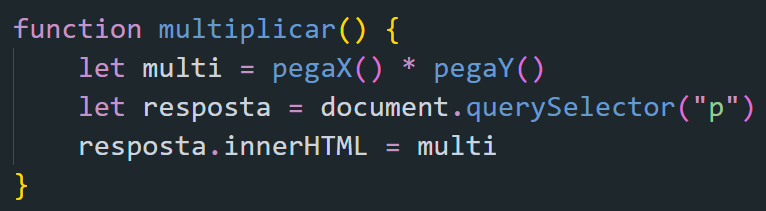 function multiplicar() {
    let multi = pegaX() * pegaY()
    let resposta = document.querySelector("p")
    resposta.innerHTML = multi
}